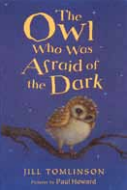 The
Owl
Who Was
Afraid of
the Dark
JILL TOMLINSON
Pictures by Paul Howard